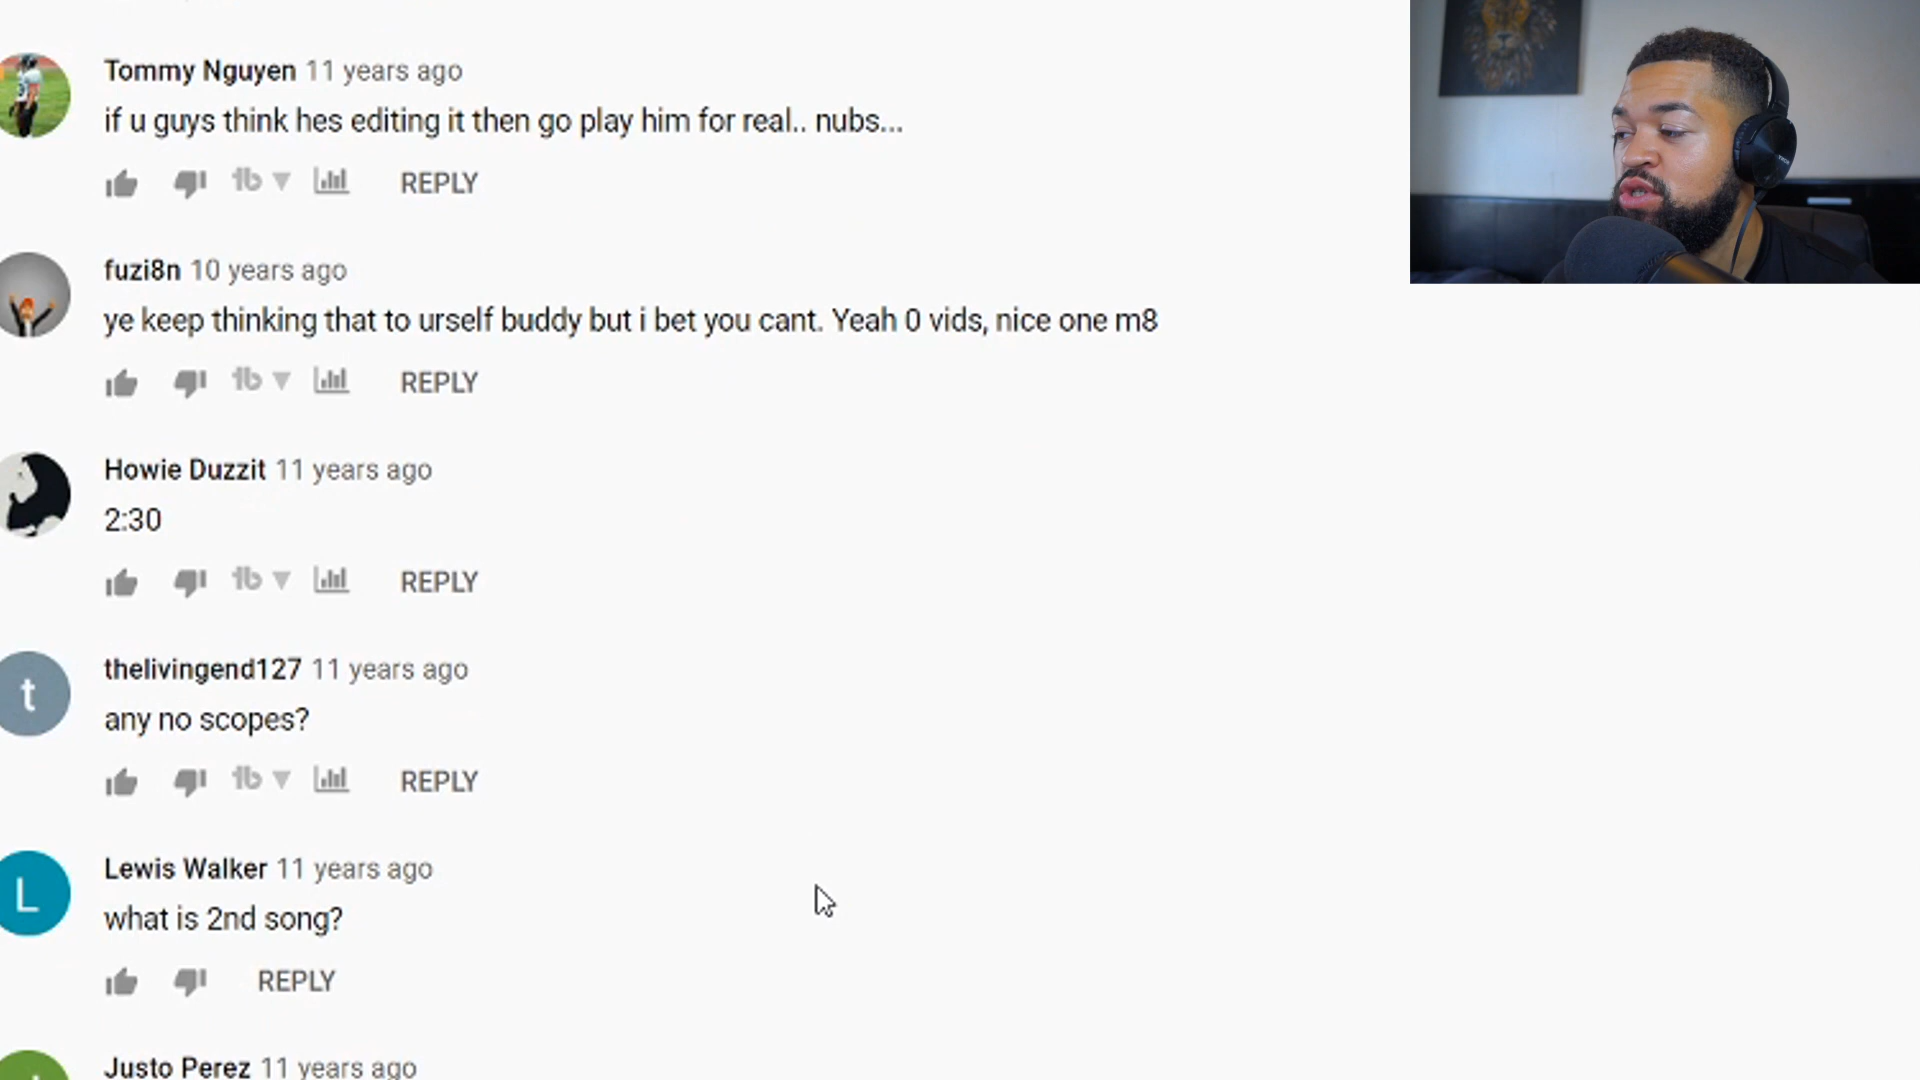 Tommy Nguyen 11 years ago
if u guys think hes editing it then go play him for real.. nubs...
REPLY
fuzi8n 10 years ago
ye keep thinking that to urself buddy but i bet you cant. Yeah 0 vids, nice one m8
REPLY
Howie Duzzit 11 years ago
2:30
REPLY
t
thelivingend127 11 years ago
any no scopes?
REPLY
L
Lewis Walker 11 years ago
what is 2nd song?
REPLY
Justo Perez 11 years ago